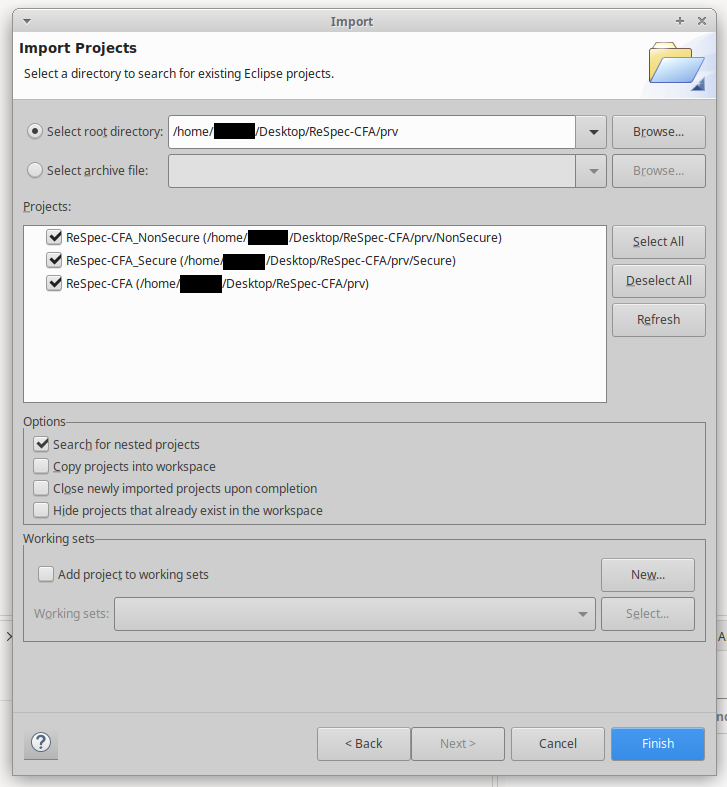 Import
Import Projects
Select a directory to search for existing Eclipse projects.
Select root directory: /home/ /Desktop/ReSpec-CFA/prv Browse...
Select archive file: Browse...
Projects:
ReSpec-CFA_NonSecure (/home/ /Desktop/ReSpec-CFA/prv/NonSecure)
ReSpec-CFA_Secure (/home/ /Desktop/ReSpec-CFA/prv/Secure)
ReSpec-CFA (/home/ /Desktop/ReSpec-CFA/prv)
Select All
Deselect All
Refresh
Options
Search for nested projects
Copy projects into workspace
Close newly imported projects upon completion
Hide projects that already exist in the workspace
Working sets
Add project to working sets New...
Working sets: Select...
? < Back Next > Cancel Finish